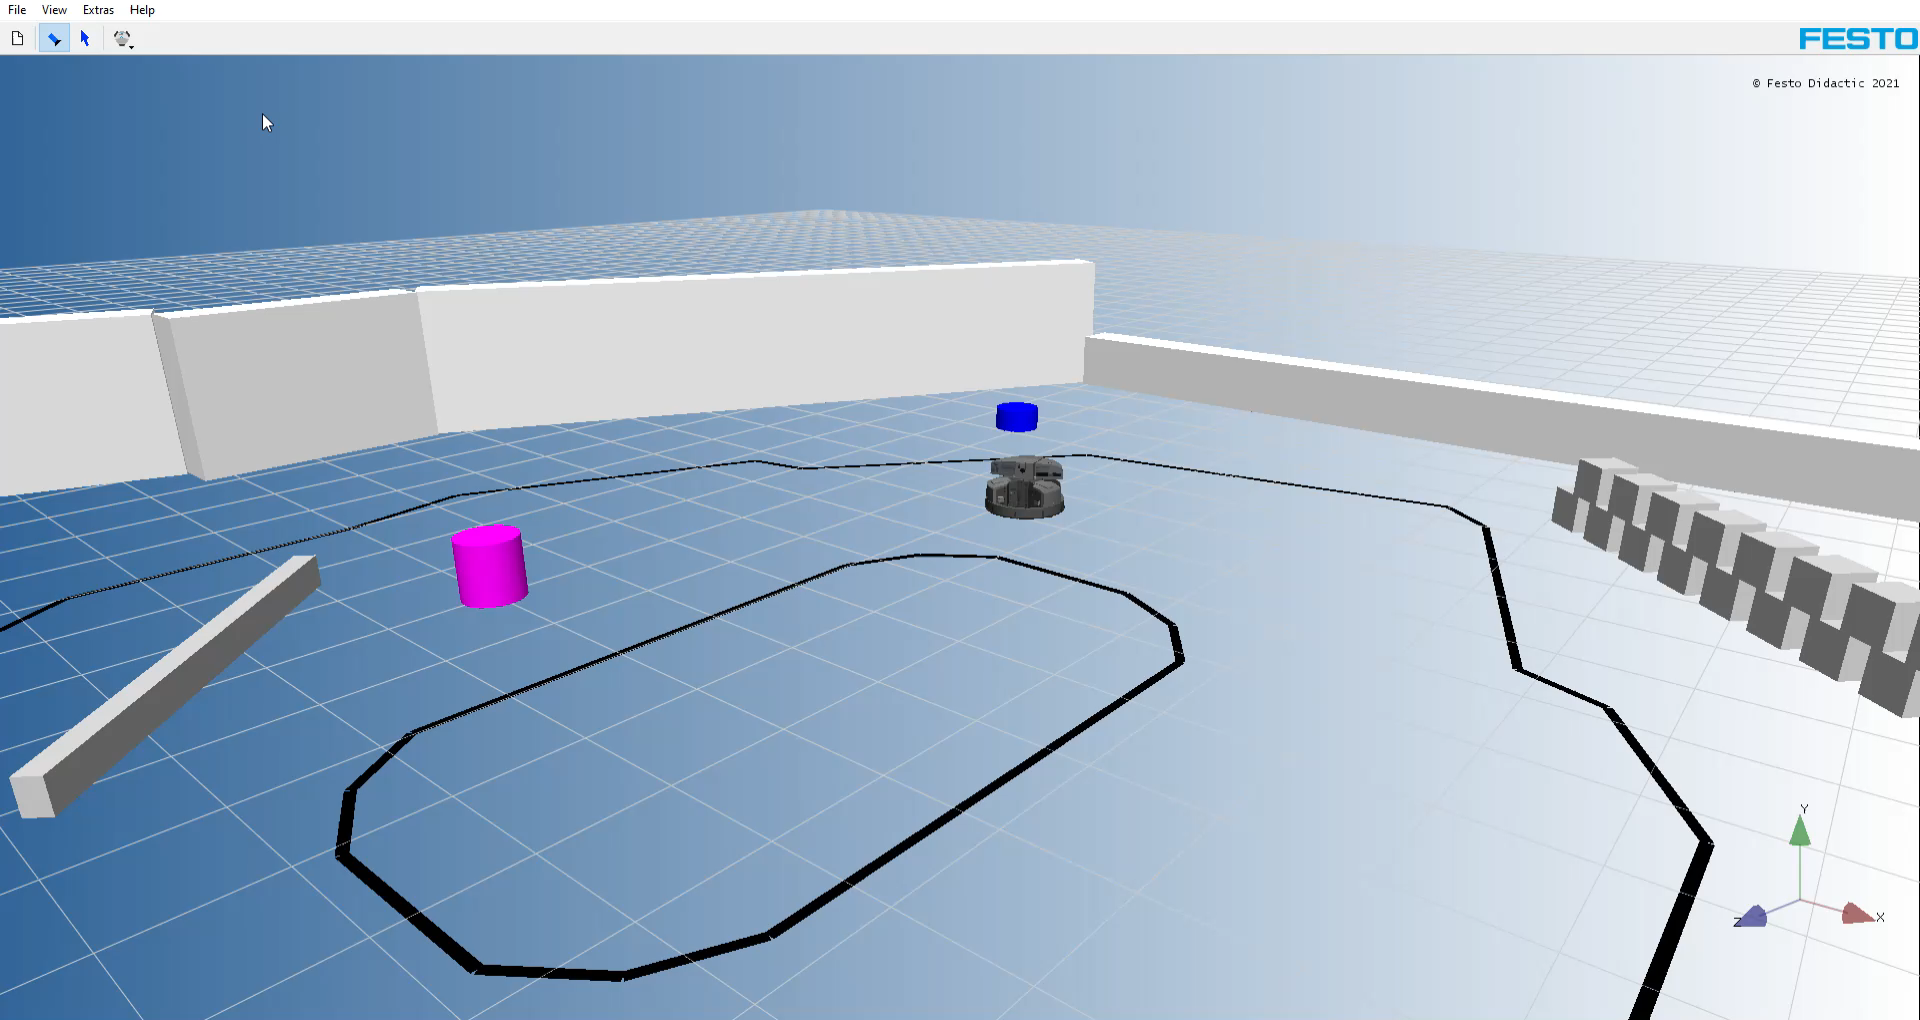 File View Extras Help
FESTO
© Festo Didactic 2021
Y
Z
X